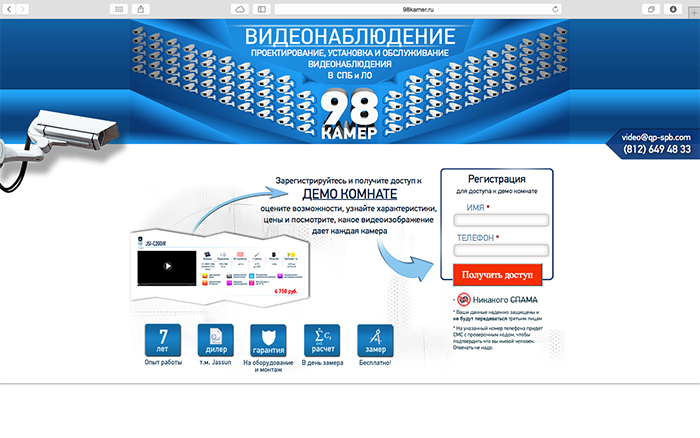 98kamer.ru
ВИДЕОНАБЛЮДЕНИЕ
ПРОЕКТИРОВАНИЕ, УСТАНОВКА И ОБСЛУЖИВАНИЕ
ВИДЕОНАБЛЮДЕНИЯ
В СПБ и ЛО
98
КАМЕР
video@qp-spb.com
(812) 649 48 33
Зарегистрируйтесь и получите доступ к
ДЕМО КОМНАТЕ
оцените возможности, узнайте характеристики,
цены и посмотрите, какое видеоизображение
дает каждая камера
JSI-C200IR
4 750 руб.
Регистрация
для доступа к демо комнате
ИМЯ *
ТЕЛЕФОН *
Получить доступ
Никакого СПАМА
* Ваши данные надежно защищены и
не будут передаваться третьим лицам
* На указанный номер телефона придет
СМС с проверочным кодом, чтобы
подтвердить что вы живой человек.
Отвечать не надо.
7 лет
Опыт работы
дилер
т.м. Jassun
гарантия
На оборудование
и монтаж
расчет
В день замера
замер
Бесплатно!